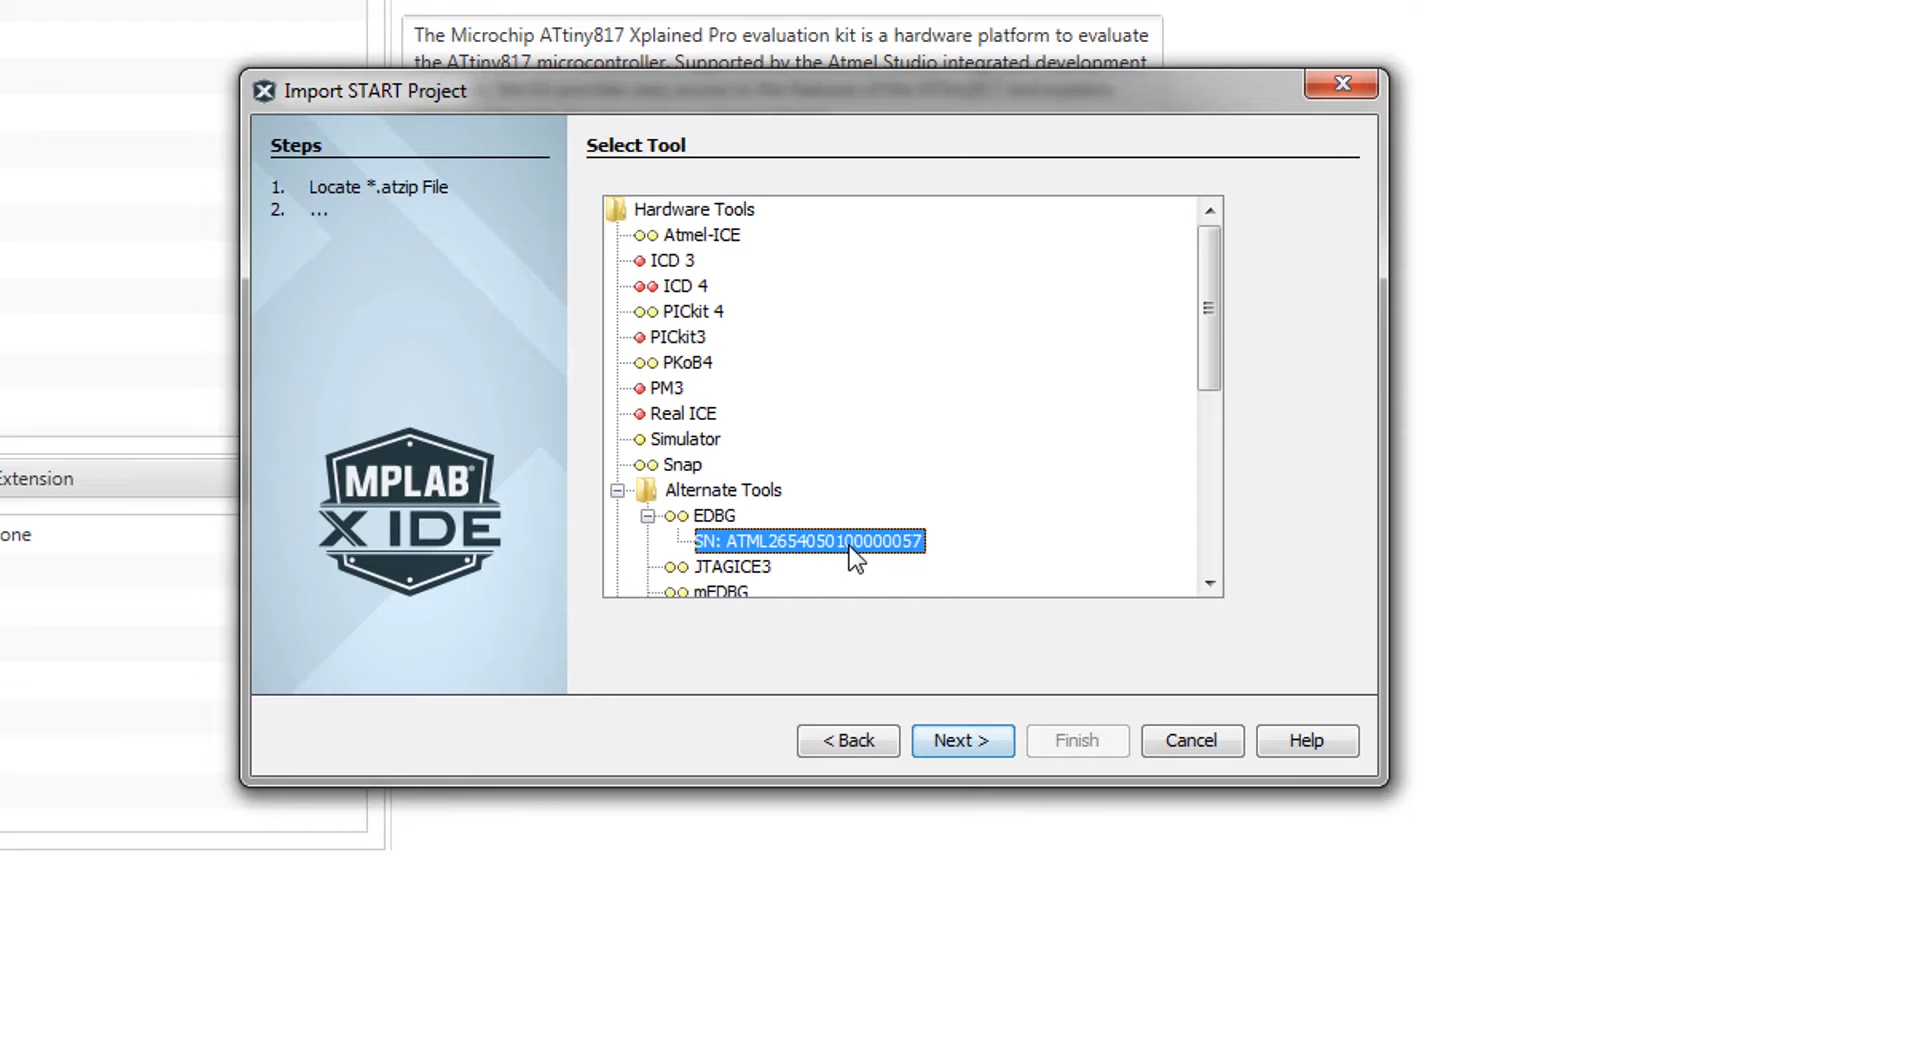 The Microchip ATtiny817 Xplained Pro evaluation kit is a hardware platform to evaluate
the ATtiny817 microcontroller. Supported by the Atmel Studio integrated development
Import START Project
Steps
1. Locate *.atzip File
2. ...
Select Tool
Hardware Tools
Atmel-ICE
ICD 3
ICD 4
PICkit 4
PICkit3
PKoB4
PM3
Real ICE
Simulator
Snap
Alternate Tools
EDBG
SN: ATML2654050100000057
JTAGICE3
mEDBG
Extension
one
MPLAB®
X IDE
< Back
Next >
Finish
Cancel
Help